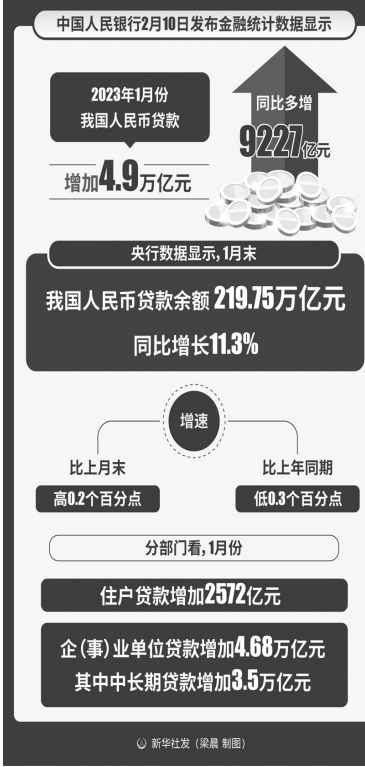 中国人民银行2月10日发布金融统计数据显示
2023年1月份
我国人民币贷款
增加4.9万亿元
同比多增
9227亿元
央行数据显示,1月末
我国人民币贷款余额219.75万亿元
同比增长11.3%
增速
比上月末
高0.2个百分点
比上年同期
低0.3个百分点
分部门看,1月份
住户贷款增加2572亿元
企(事)业单位贷款增加4.68万亿元
其中中长期贷款增加3.5万亿元
新华社发(梁晨 制图)